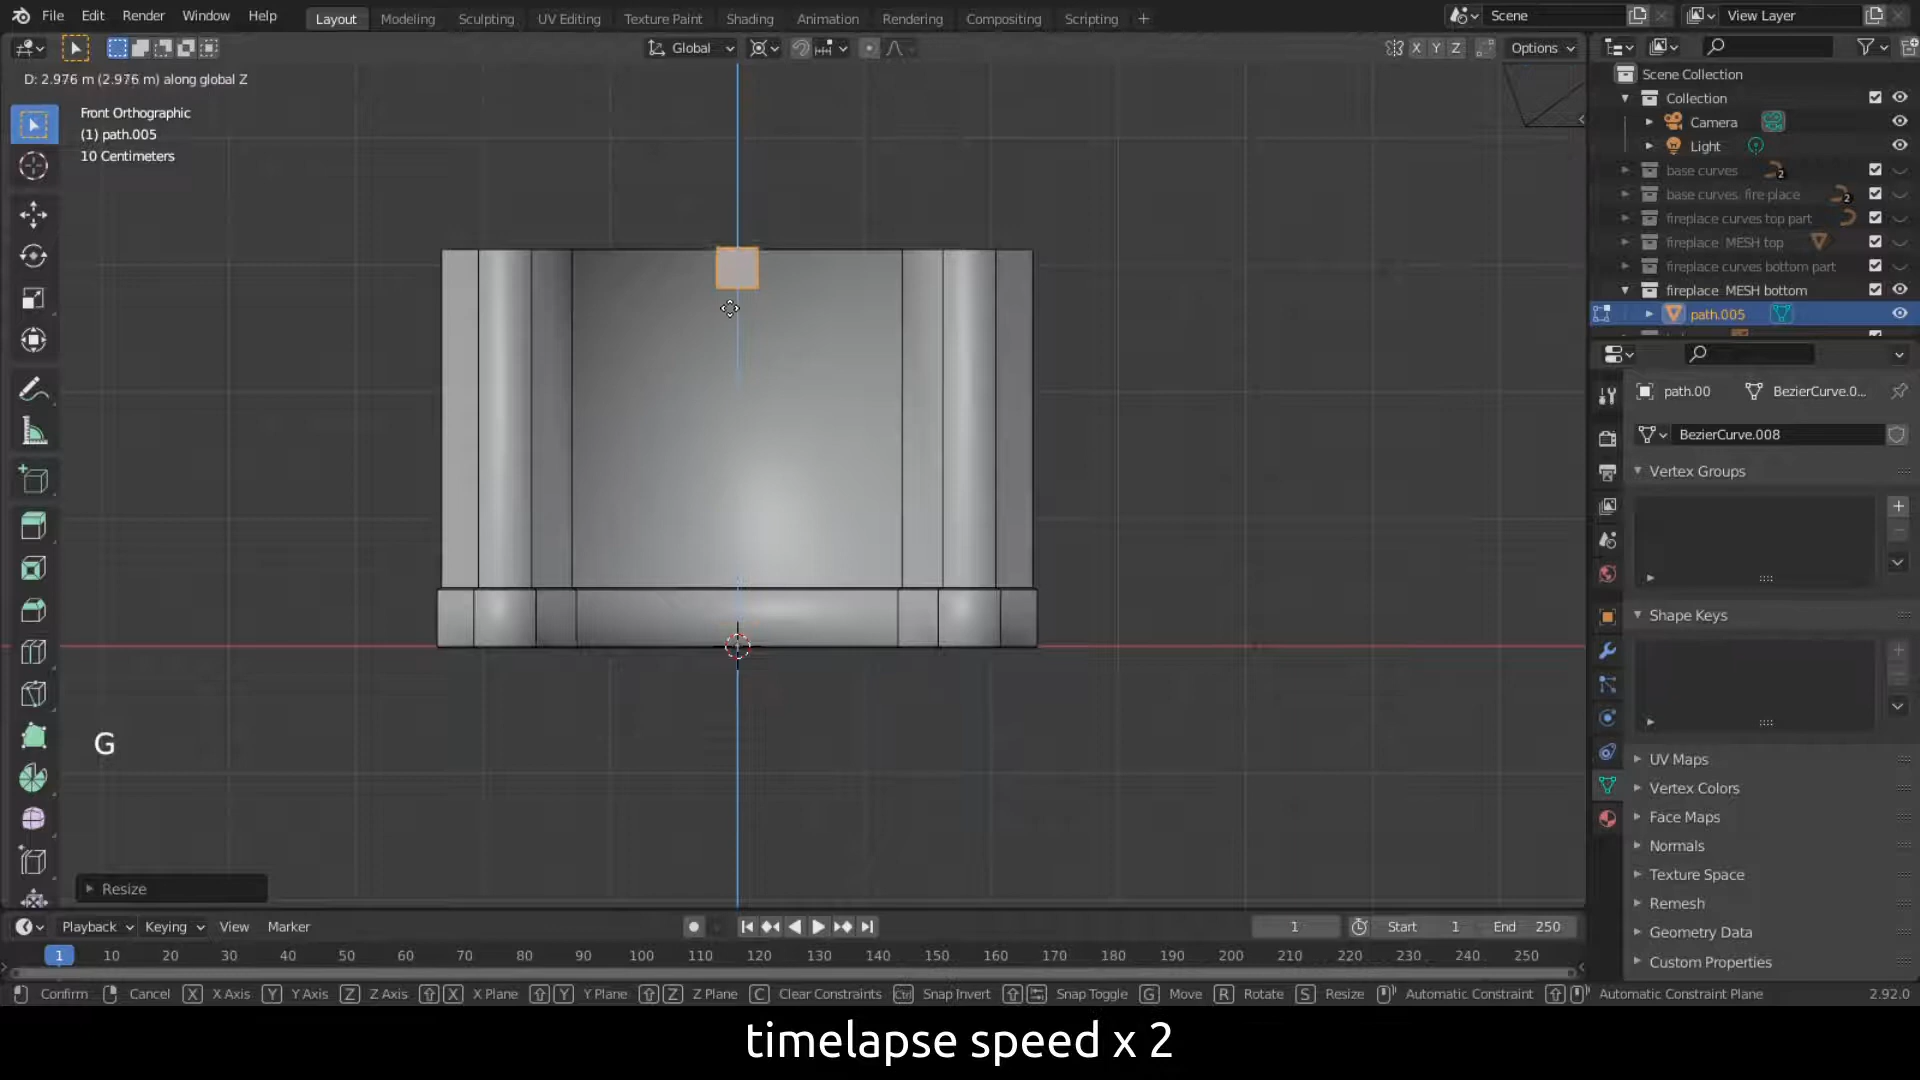 File Edit Render Window Help Layout Modeling Sculpting UV Editing Texture Paint Shading Animation Rendering Compositing Scripting + Scene View Layer
Global X Y Z Options
D: 2.976 m (2.976 m) along global Z
Front Orthographic
(1) path.005
10 Centimeters
G
Resize
Scene Collection
Collection
Camera
Light
base curves 2
base curves fire place 2
fireplace curves top part
fireplace MESH top
fireplace curves bottom part
fireplace MESH bottom
path.005
path.00 BezierCurve.0...
BezierCurve.008
Vertex Groups
Shape Keys
UV Maps
Vertex Colors
Face Maps
Normals
Texture Space
Remesh
Geometry Data
Custom Properties
Playback Keying View Marker 1 Start 1 End 250
1 10 20 30 40 50 60 70 80 90 100 110 120 130 140 150 160 170 180 190 200 210 220 230 240 250
Confirm Cancel X X Axis Y Y Axis Z Z Axis X X Plane Y Y Plane Z Z Plane C Clear Constraints Ctrl Snap Invert Snap Toggle G Move R Rotate S Resize Automatic Constraint Automatic Constraint Plane 2.92.0
timelapse speed x 2